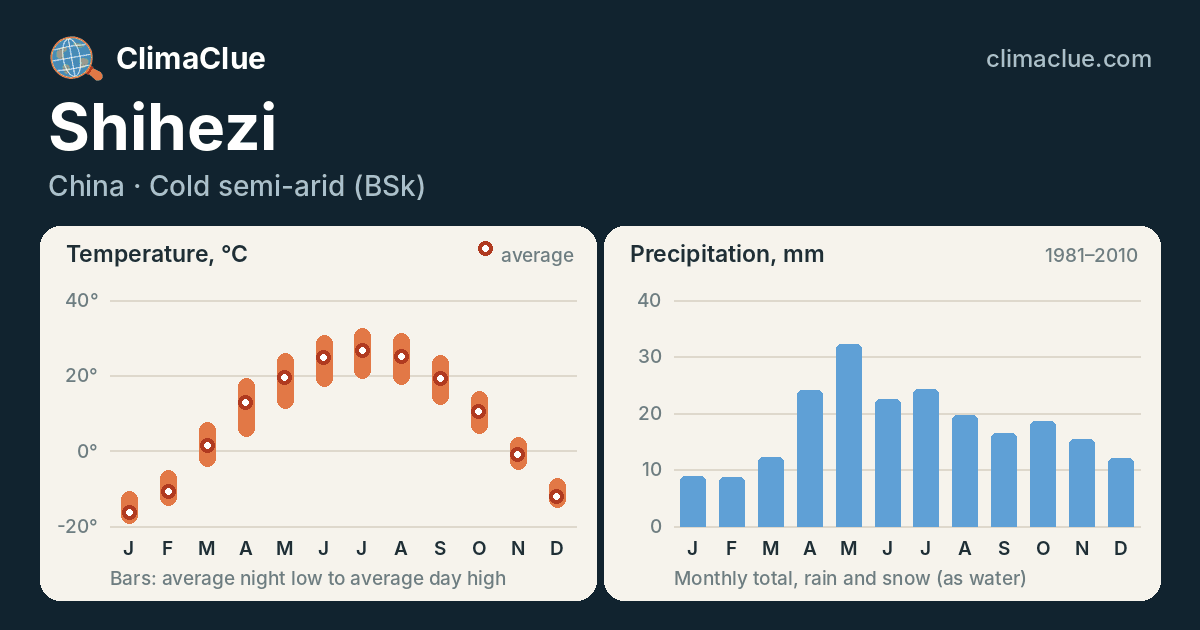 ClimaClue
climaclue.com
Shihezi
China · Cold semi-arid (BSk)
Temperature, °C
average
40°
20°
0°
-20°
J F M A M J J A S O N D
Bars: average night low to average day high
Precipitation, mm
1981–2010
40
30
20
10
0
J F M A M J J A S O N D
Monthly total, rain and snow (as water)